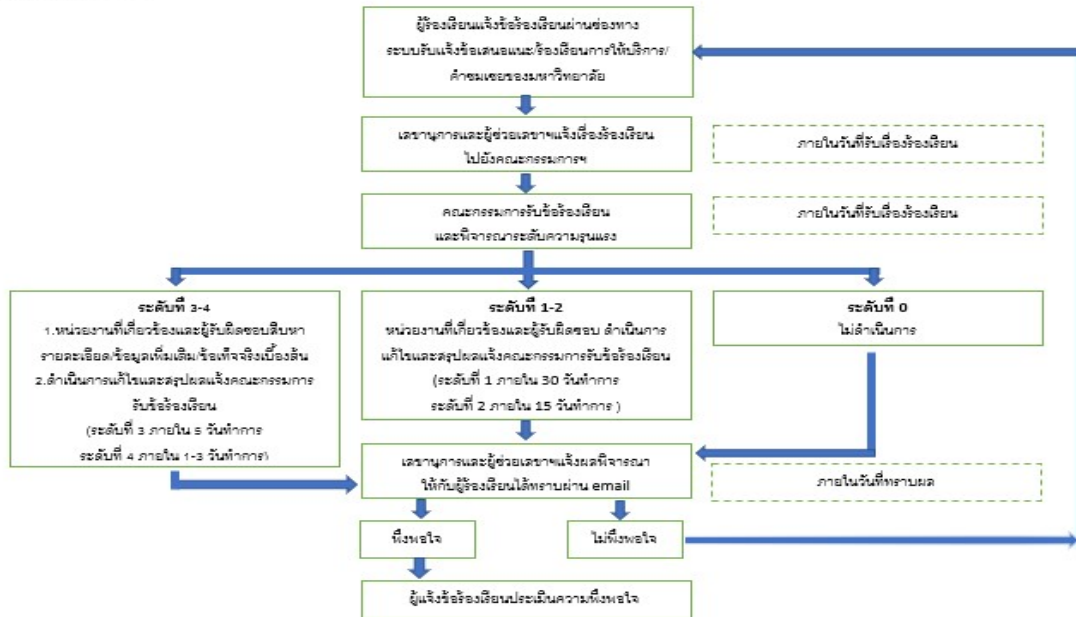 ผู้ร้องเรียนแจ้งข้อร้องเรียนผ่านช่องทาง
ระบบรับแจ้งข้อเสนอแนะ/ร้องเรียนการให้บริการ/
คำชมเชยของมหาวิทยาลัย
เลขานุการและผู้ช่วยเลขาฯแจ้งเรื่องร้องเรียน
ไปยังคณะกรรมการฯ
ภายในวันที่รับเรื่องร้องเรียน
คณะกรรมการรับข้อร้องเรียน
และพิจารณาระดับความรุนแรง
ภายในวันที่รับเรื่องร้องเรียน
ระดับที่ 3-4
1.หน่วยงานที่เกี่ยวข้องและผู้รับผิดชอบสืบหา
รายละเอียด/ข้อมูลเพิ่มเติม/ข้อเท็จจริงเบื้องต้น
2.ดำเนินการแก้ไขและสรุปผลแจ้งคณะกรรมการ
รับข้อร้องเรียน
(ระดับที่ 3 ภายใน 5 วันทำการ
ระดับที่ 4 ภายใน 1-3 วันทำการ)
ระดับที่ 1-2
หน่วยงานที่เกี่ยวข้องและผู้รับผิดชอบ ดำเนินการ
แก้ไขและสรุปผลแจ้งคณะกรรมการรับข้อร้องเรียน
(ระดับที่ 1 ภายใน 30 วันทำการ
ระดับที่ 2 ภายใน 15 วันทำการ )
ระดับที่ 0
ไม่ดำเนินการ
เลขานุการและผู้ช่วยเลขาฯแจ้งผลพิจารณา
ให้กับผู้ร้องเรียนได้ทราบผ่าน email
ภายในวันที่ทราบผล
พึงพอใจ
ไม่พึงพอใจ
ผู้แจ้งข้อร้องเรียนประเมินความพึงพอใจ